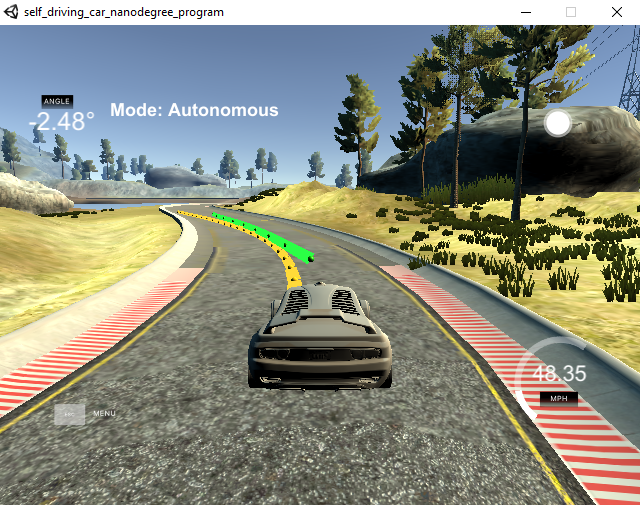 self_driving_car_nanodegree_program
ANGLE
-2.48°
Mode: Autonomous
48.35
MPH
MENU